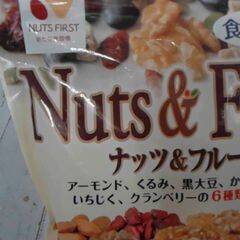 NUTS FIRST
食
Nuts & F
ナッツ&フルー
アーモンド、くるみ、黒大豆、か
いちじく、クランベリーの6種類